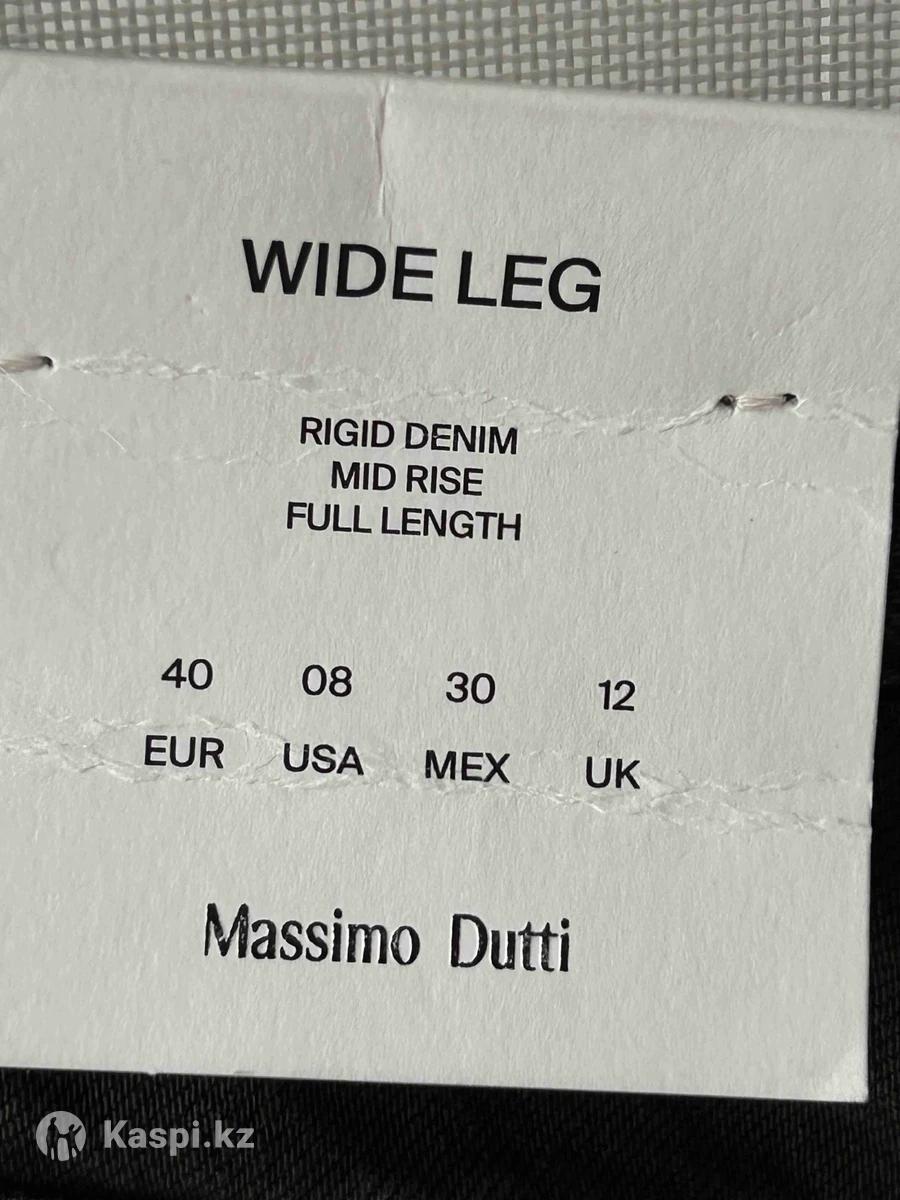 WIDE LEG
RIGID DENIM
MID RISE
FULL LENGTH
40 08 30 12
EUR USA MEX UK
Massimo Dutti
Kaspi.kz